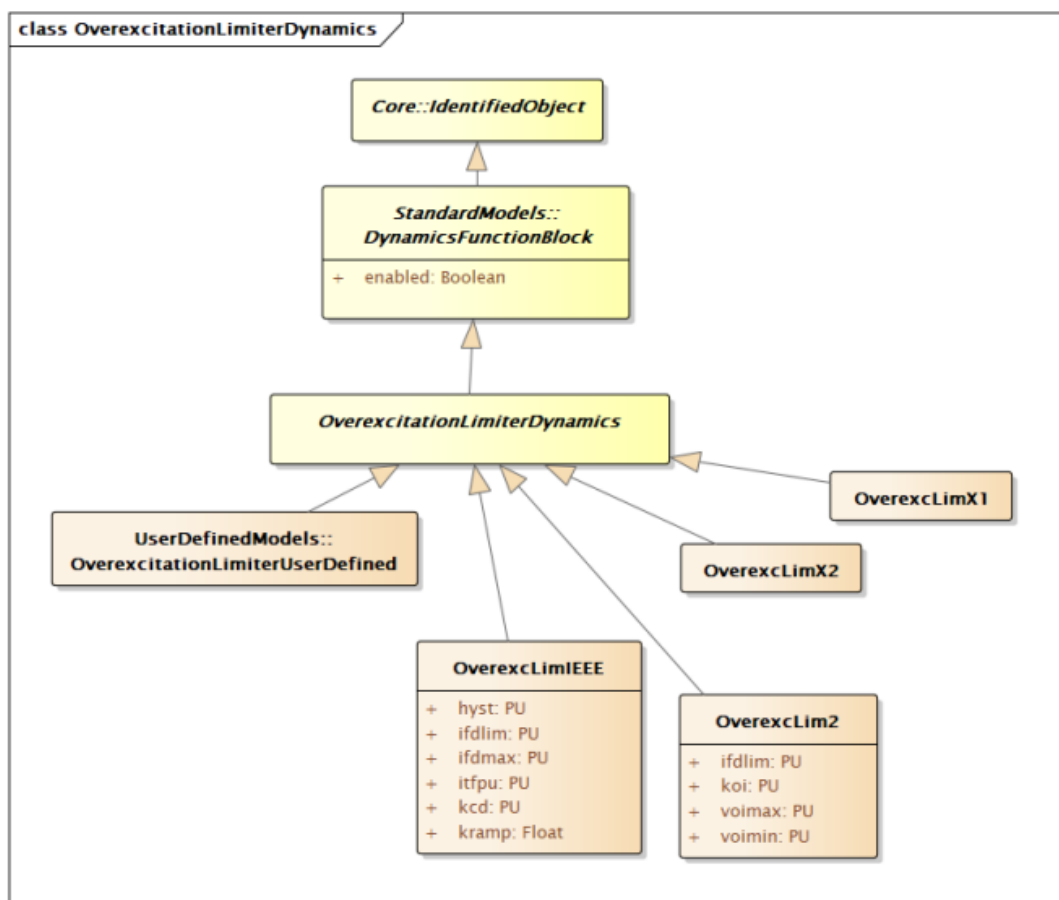 class OverexcitationLimiterDynamics
Core::IdentifiedObject
StandardModels::
DynamicsFunctionBlock
+ enabled: Boolean
OverexcitationLimiterDynamics
OverexcLimX1
UserDefinedModels::
OverexcitationLimiterUserDefined
OverexcLimX2
OverexcLimIEEE
+ hyst: PU
+ ifdlim: PU
+ ifdmax: PU
+ itfpu: PU
+ kcd: PU
+ kramp: Float
OverexcLim2
+ ifdlim: PU
+ koi: PU
+ voimax: PU
+ voimin: PU